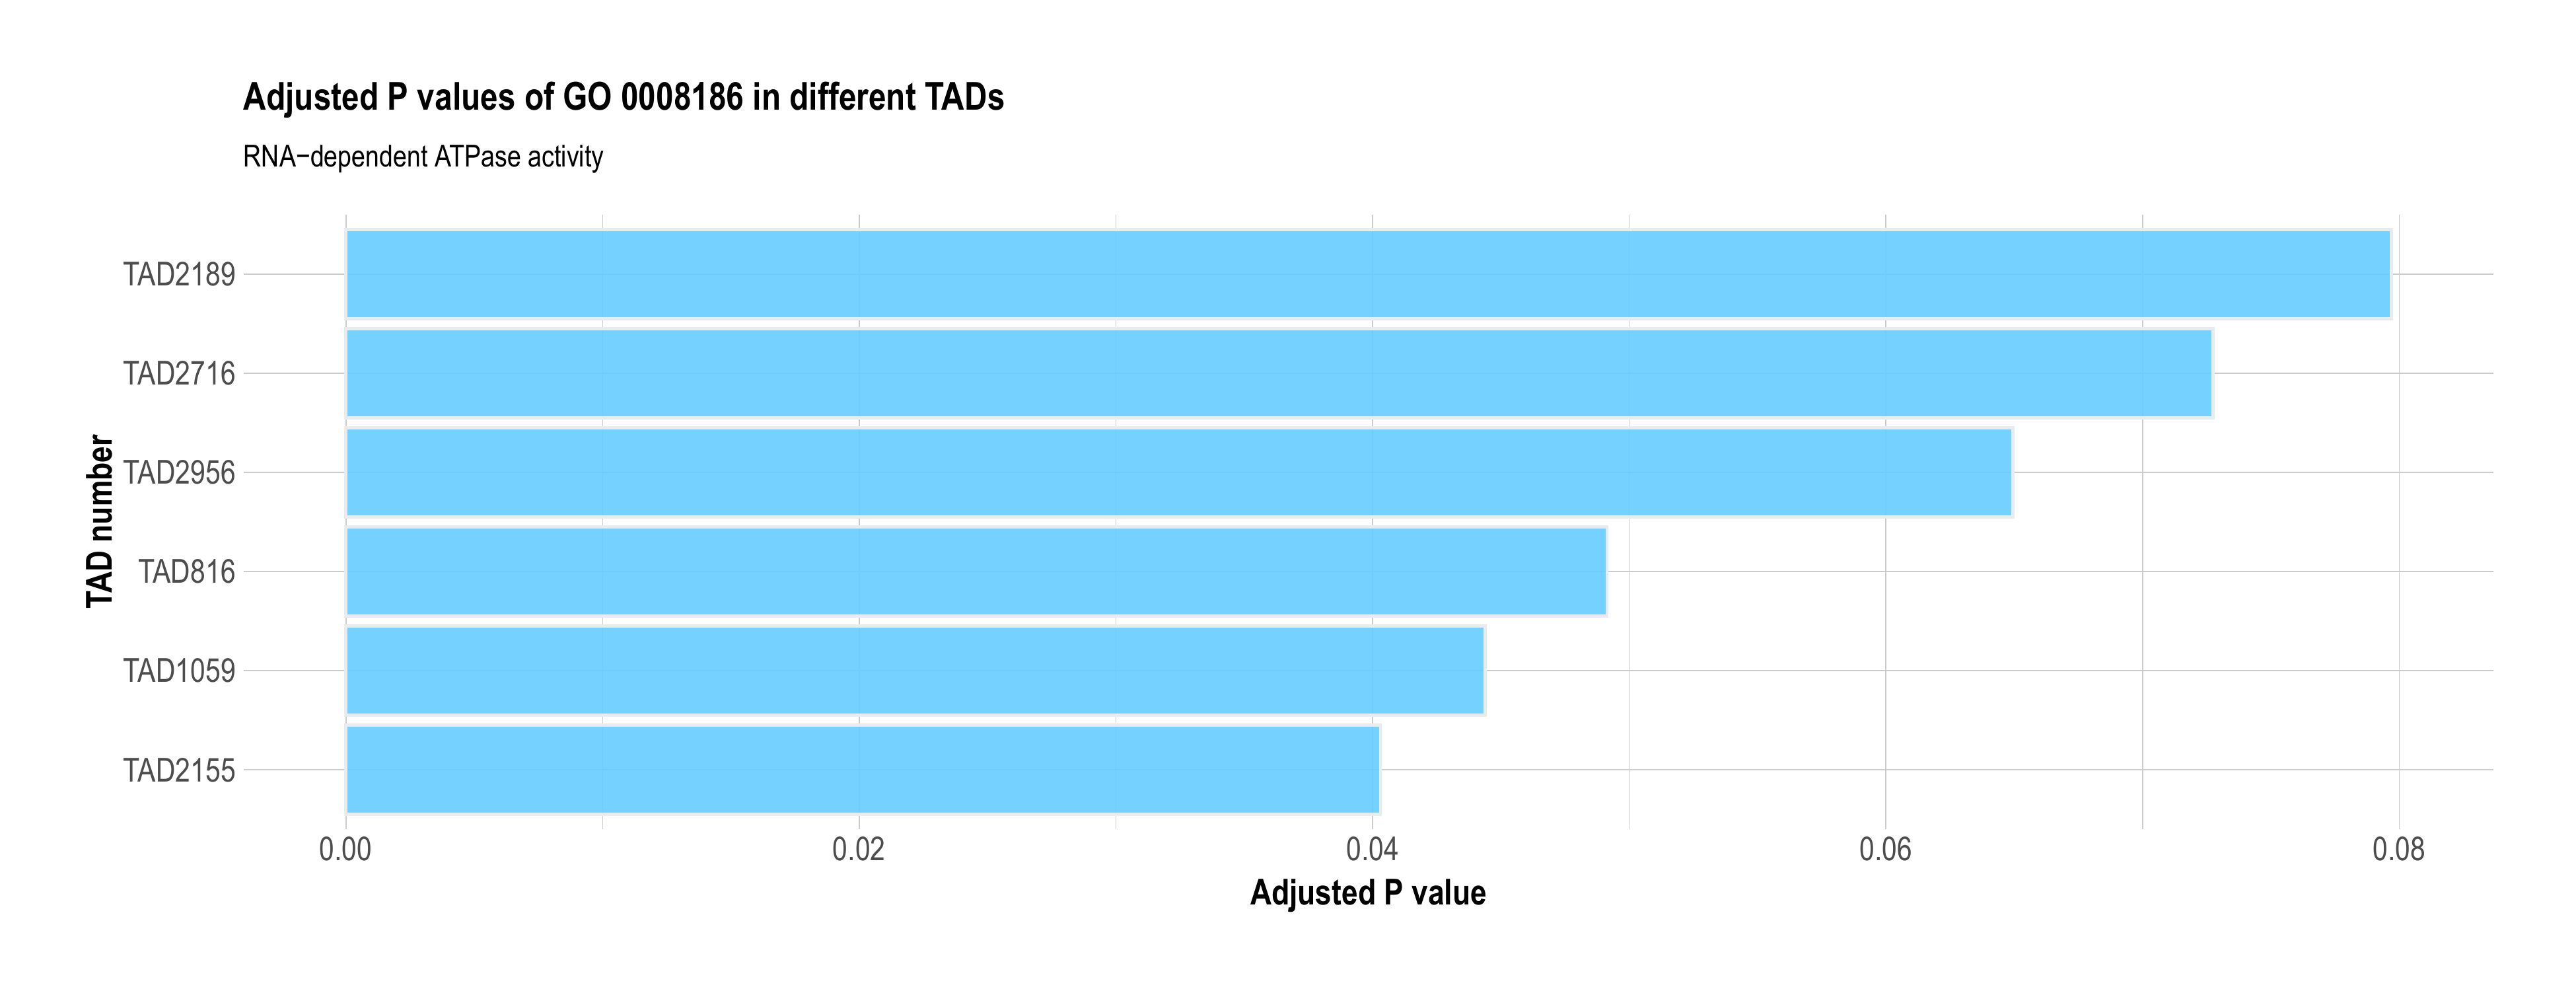 Adjusted P values of GO 0008186 in different TADs
RNA−dependent ATPase activity
TAD number
TAD2189
TAD2716
TAD2956
TAD816
TAD1059
TAD2155
0.00 0.02 0.04 0.06 0.08
Adjusted P value